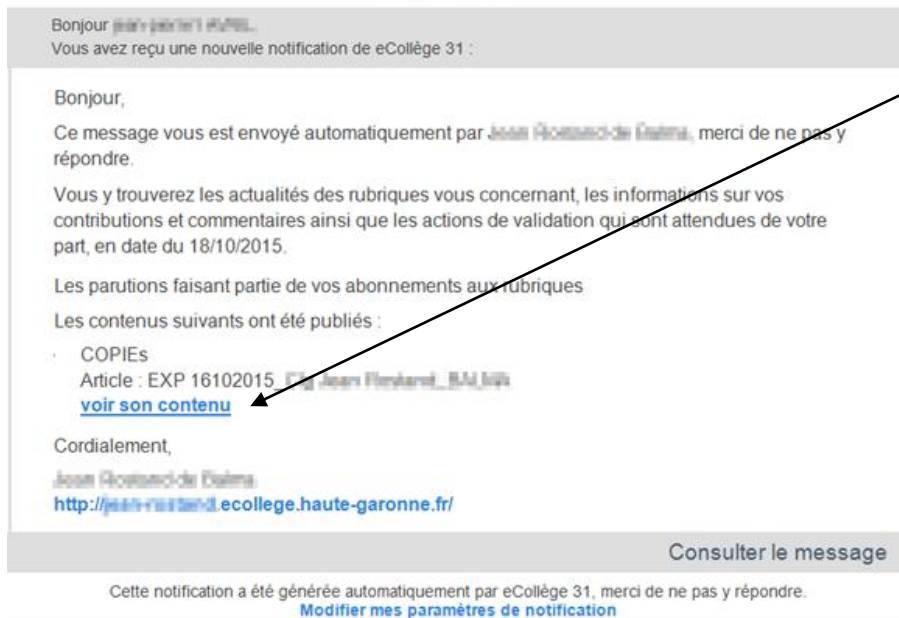 Bonjour
Vous avez reçu une nouvelle notification de eCollège 31 :
Bonjour,
Ce message vous est envoyé automatiquement par , merci de ne pas y
répondre.
Vous y trouverez les actualités des rubriques vous concernant, les informations sur vos
contributions et commentaires ainsi que les actions de validation qui sont attendues de votre
part, en date du 18/10/2015.
Les parutions faisant partie de vos abonnements aux rubriques
Les contenus suivants ont été publiés :
COPIEs
Article : EXP 16102015_
voir son contenu
Cordialement,
http:// .ecollege.haute-garonne.fr/
Consulter le message
Cette notification a été générée automatiquement par eCollège 31, merci de ne pas y répondre.
Modifier mes paramètres de notification